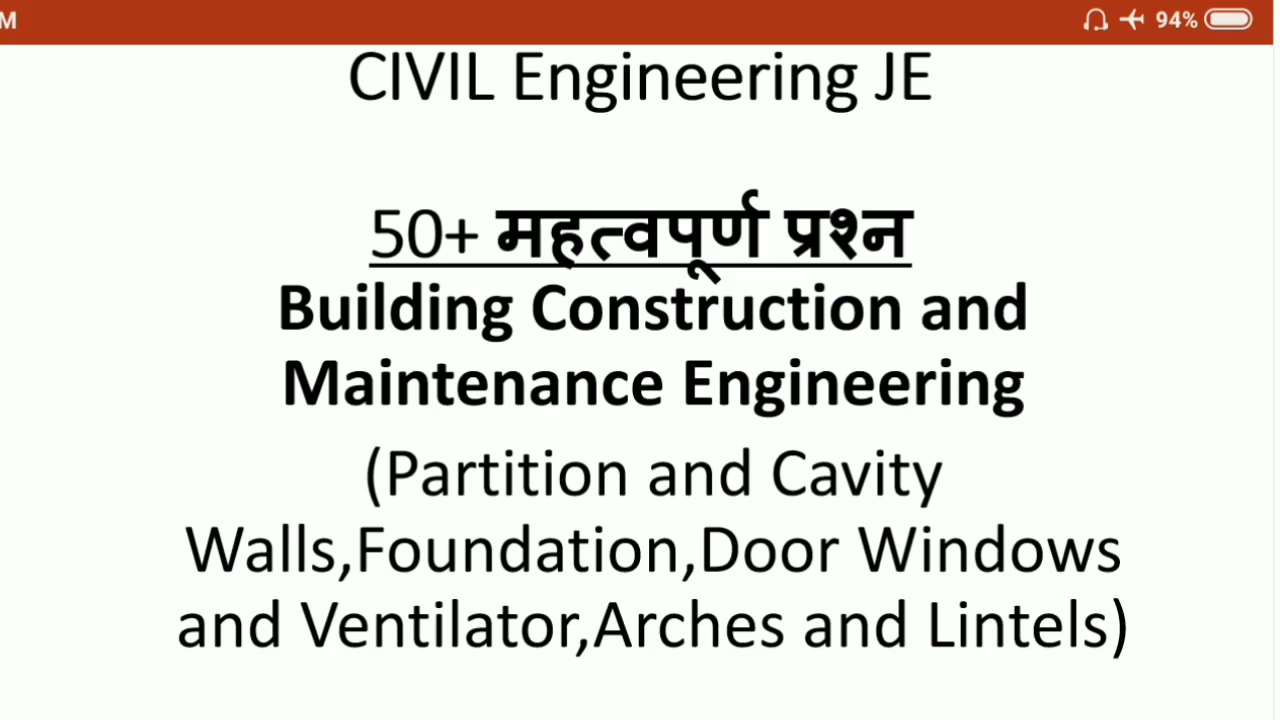 M 94%
CIVIL Engineering JE
50+ महत्वपूर्ण प्रश्न
Building Construction and
Maintenance Engineering
(Partition and Cavity
Walls,Foundation,Door Windows
and Ventilator,Arches and Lintels)